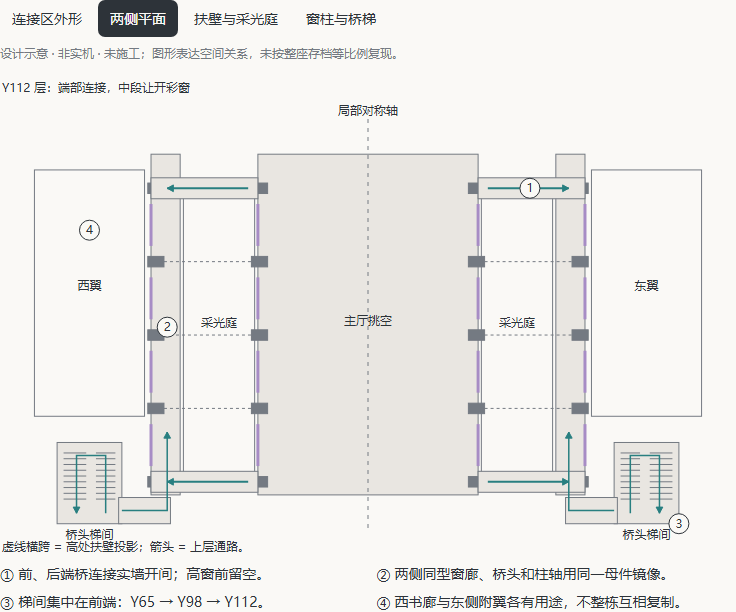 连接区外形 两侧平面 扶壁与采光庭 窗柱与桥梯
设计示意 · 非实机 · 未施工；图形表达空间关系，未按整座存档等比例复现。
Y112 层：端部连接，中段让开彩窗
局部对称轴
1
4
西翼
主厅挑空
东翼
2
采光庭
采光庭
3
桥头梯间
桥头梯间
虚线横跨 = 高处扶壁投影；箭头 = 上层通路。
① 前、后端桥连接实墙开间；高窗前留空。
② 两侧同型窗廊、桥头和柱轴用同一母件镜像。
③ 梯间集中在前端：Y65 → Y98 → Y112。
④ 西书廊与东侧附翼各有用途，不整栋互相复制。